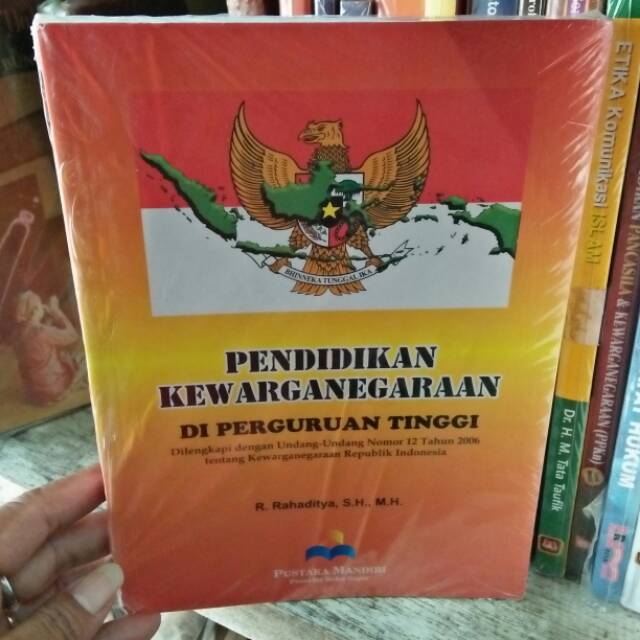 BHINNEKA TUNGGAL IKA
PENDIDIKAN
KEWARGANEGARAAN
DI PERGURUAN TINGGI
Dilengkapi dengan Undang-Undang Nomor 12 Tahun 2006
tentang Kewarganegaraan Republik Indonesia
R. Rahaditya, S.H., M.H.
PUSTAKA MANDIRI
ETIKA Komunikasi ISLAM
Dr. H. M. Tata Taufik
PANCASILA & KEWARGANEGARAAN (PPKn)
HUKUM